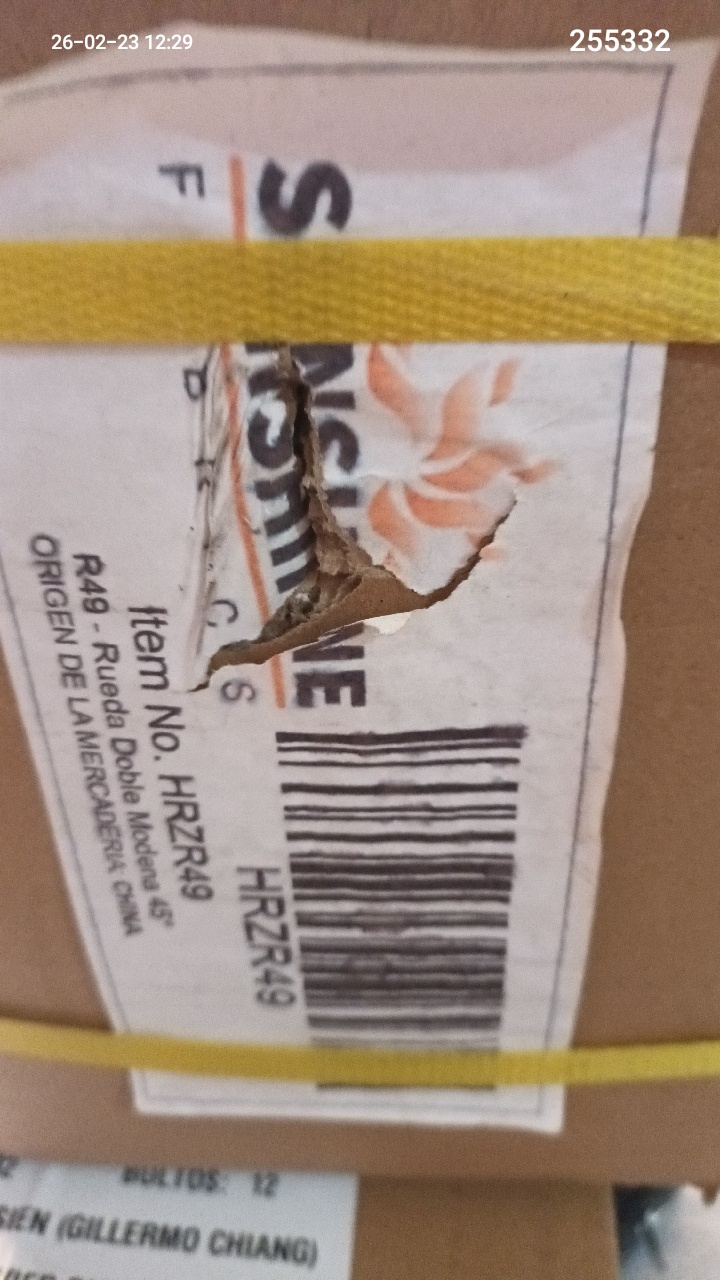 26-02-23 12:29
255332
SUNSHINE
F B R C S
HRZR49
Item No. HRZR49
R49 - Rueda Doble Modena 45°
ORIGEN DE LA MERCADERIA: CHINA
BULTOS: 12
(GILLERMO CHIANG)